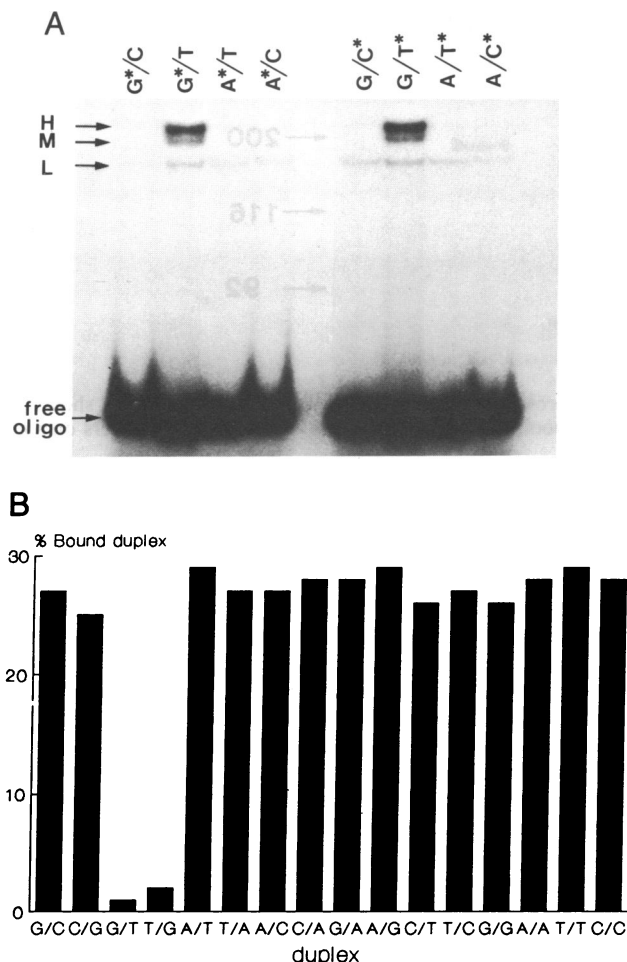 A
G*/C G*/T A*/T A*/C G/C* G/T* A/T* A/C*
H
M
L
200
116
92
free
oligo
B
% Bound duplex
30
20
10
0
G/C C/G G/T T/G A/T T/A A/C C/A G/A A/G C/T T/C G/G A/A T/T C/C
duplex